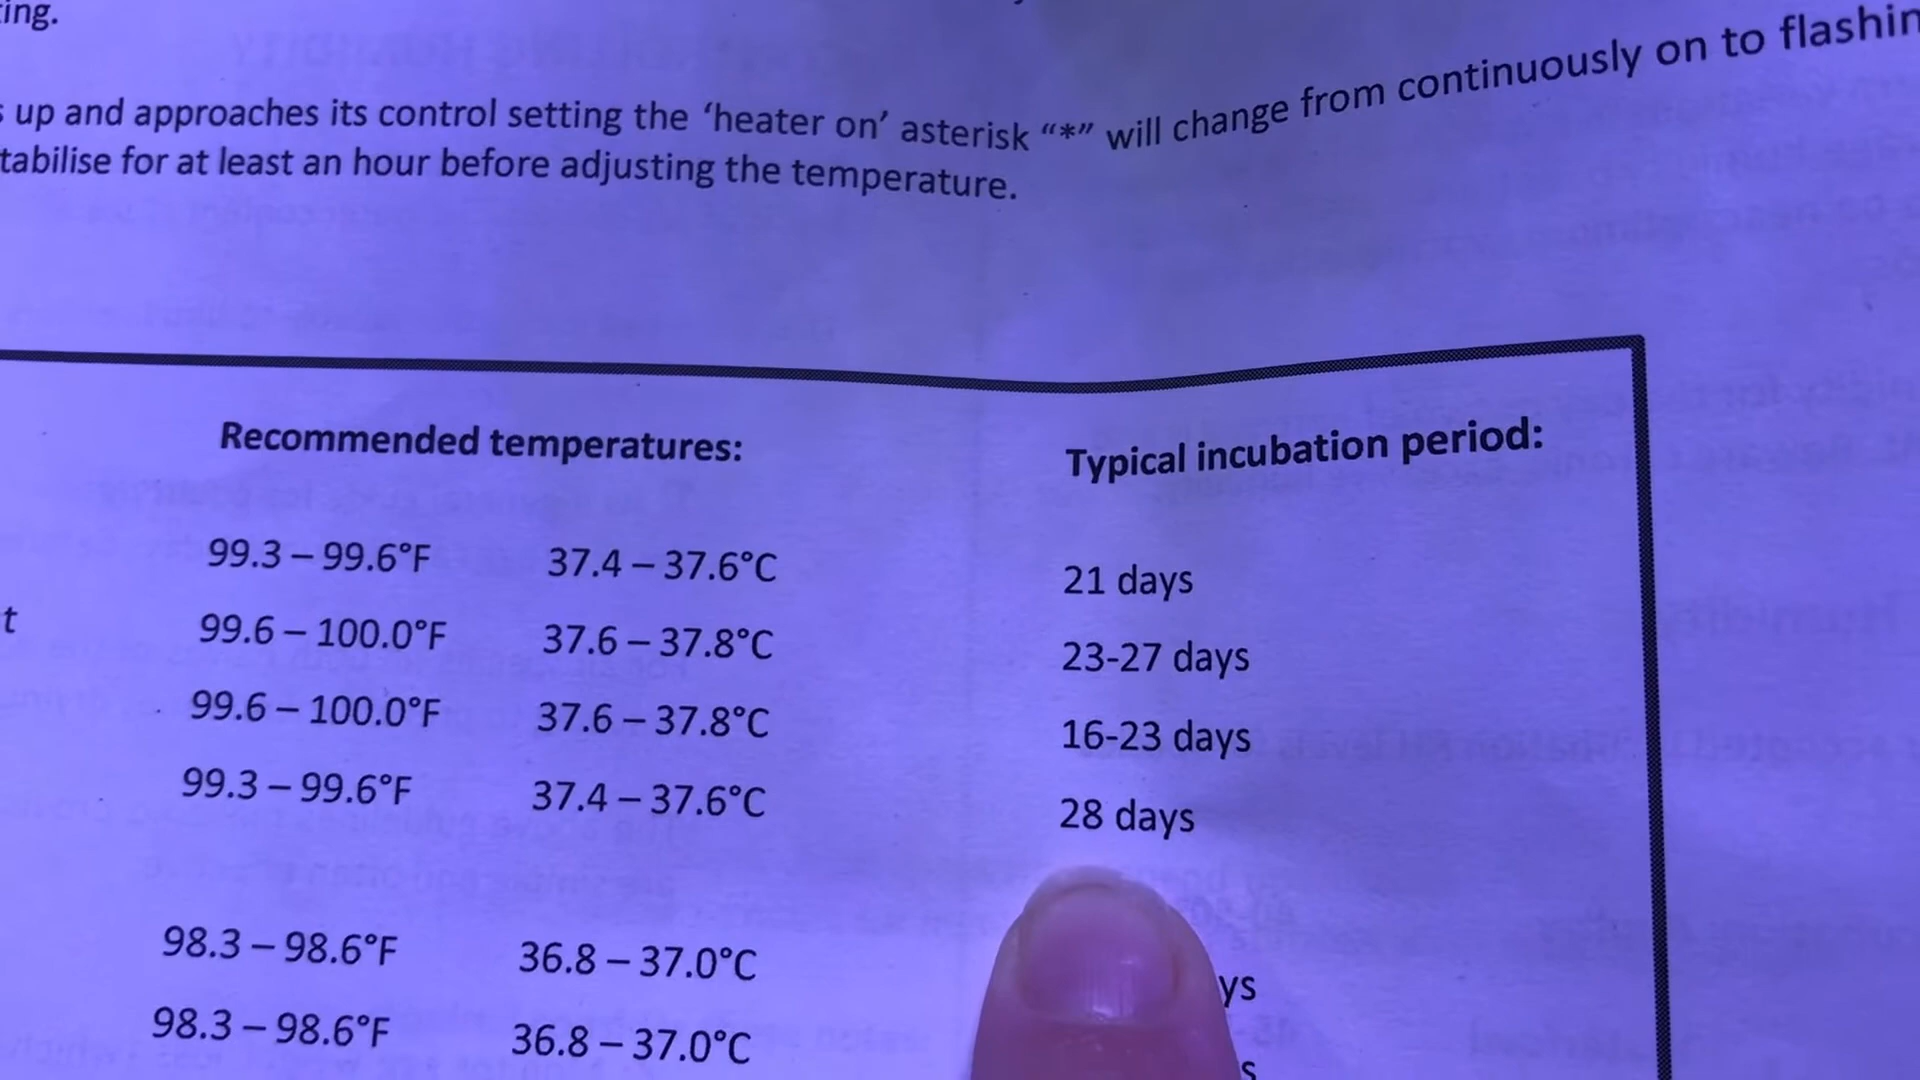 ing.
up and approaches its control setting the ‘heater on’ asterisk “*” will change from continuously on to flashin
tabilise for at least an hour before adjusting the temperature.
Recommended temperatures: Typical incubation period:
99.3 – 99.6°F 37.4 – 37.6°C 21 days
t 99.6 – 100.0°F 37.6 – 37.8°C 23-27 days
99.6 – 100.0°F 37.6 – 37.8°C 16-23 days
99.3 – 99.6°F 37.4 – 37.6°C 28 days
98.3 – 98.6°F 36.8 – 37.0°C ys
98.3 – 98.6°F 36.8 – 37.0°C s